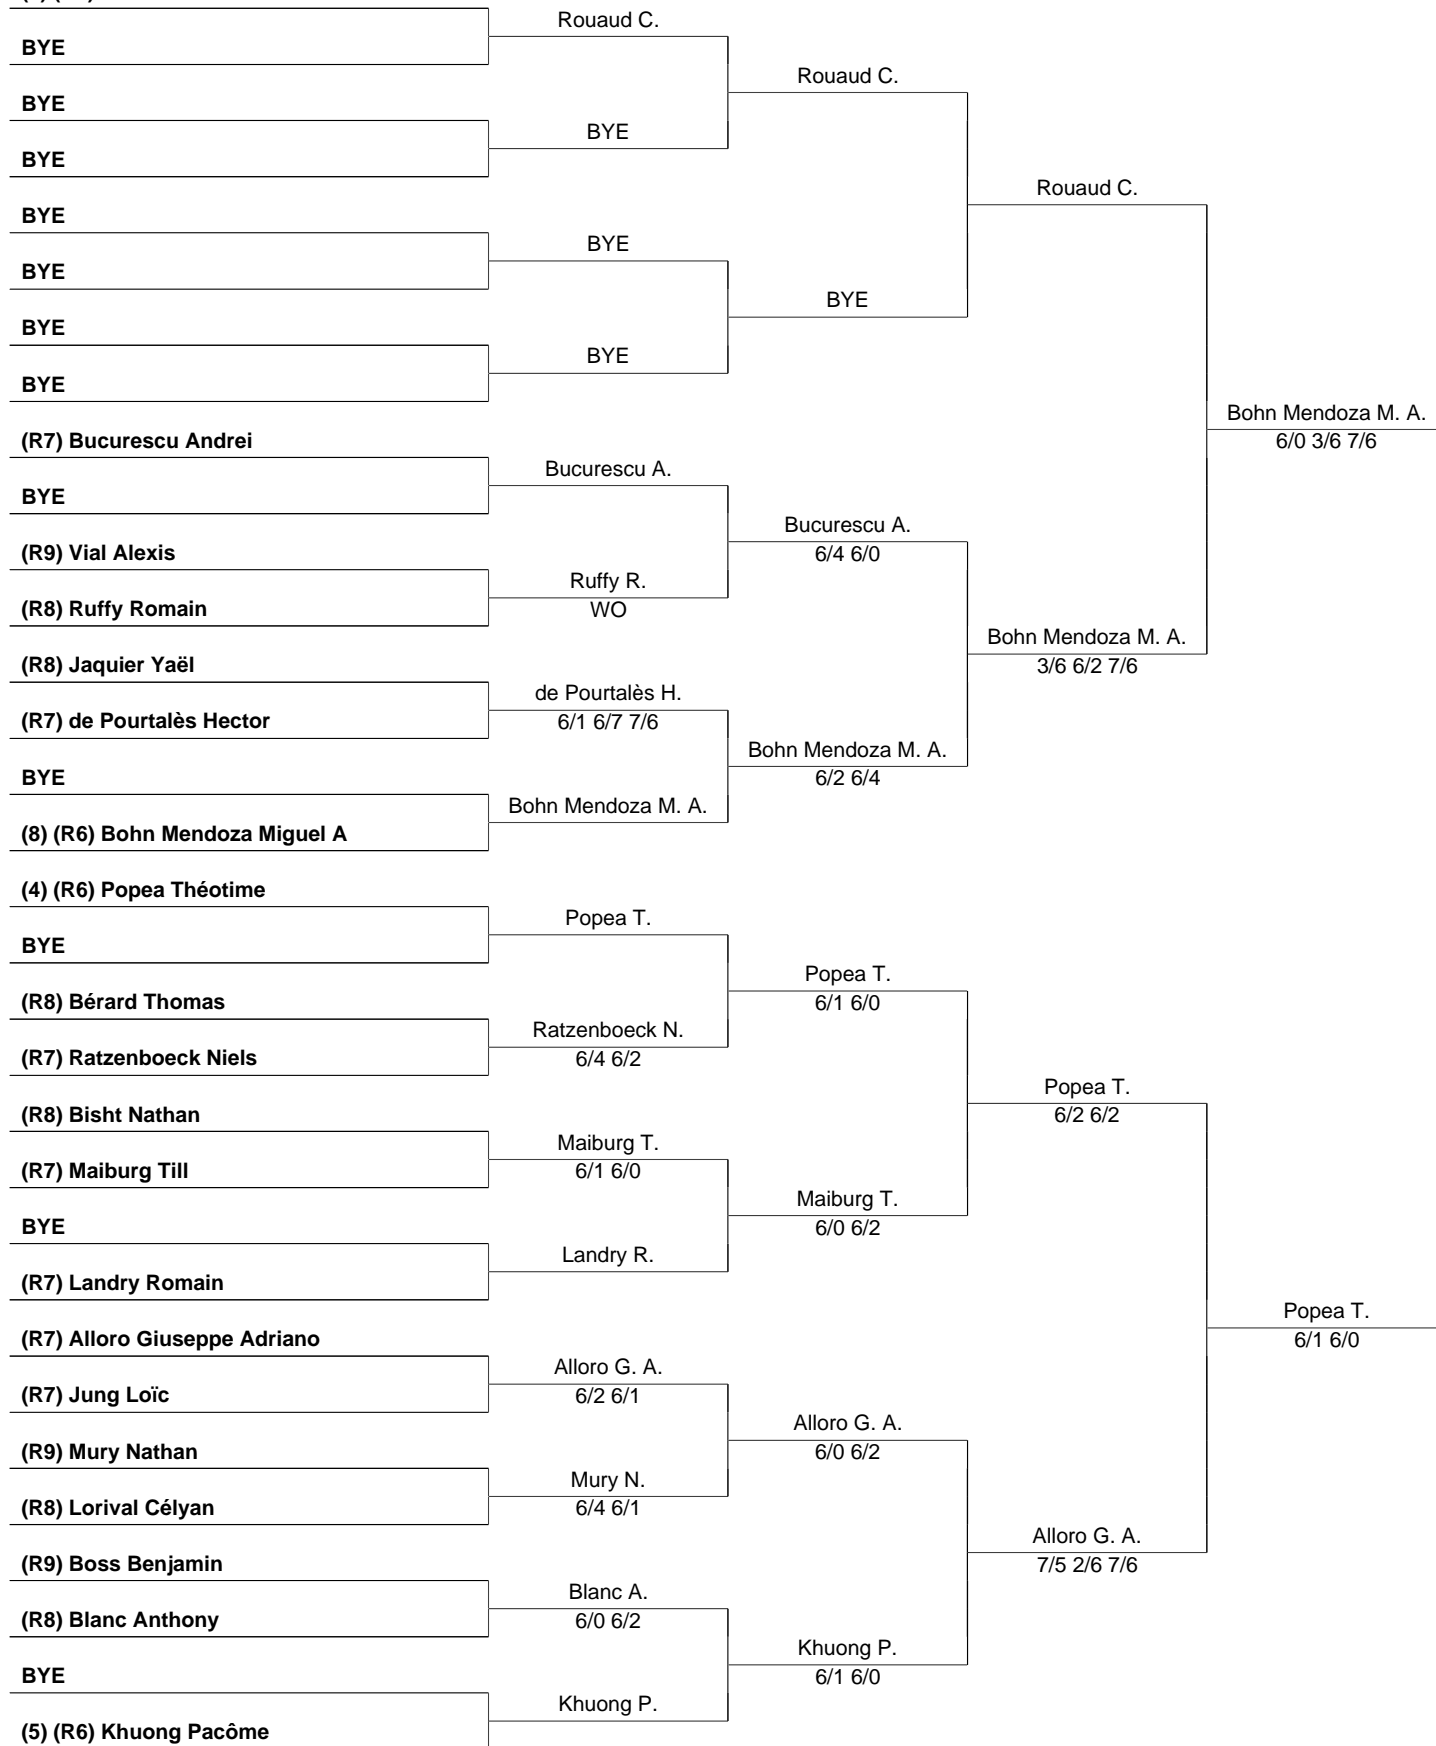 BYE
BYE
BYE
BYE
BYE
BYE
BYE
(R7) Bucurescu Andrei
BYE
(R9) Vial Alexis
(R8) Ruffy Romain
(R8) Jaquier Yaël
(R7) de Pourtalès Hector
BYE
(8) (R6) Bohn Mendoza Miguel A
(4) (R6) Popea Théotime
BYE
(R8) Bérard Thomas
(R7) Ratzenboeck Niels
(R8) Bisht Nathan
(R7) Maiburg Till
BYE
(R7) Landry Romain
(R7) Alloro Giuseppe Adriano
(R7) Jung Loïc
(R9) Mury Nathan
(R8) Lorival Célyan
(R9) Boss Benjamin
(R8) Blanc Anthony
BYE
(5) (R6) Khuong Pacôme
Rouaud C.
BYE
BYE
BYE
Bucurescu A.
Ruffy R.
WO
de Pourtalès H.
6/1 6/7 7/6
Bohn Mendoza M. A.
Popea T.
Ratzenboeck N.
6/4 6/2
Maiburg T.
6/1 6/0
Landry R.
Alloro G. A.
6/2 6/1
Mury N.
6/4 6/1
Blanc A.
6/0 6/2
Khuong P.
Rouaud C.
BYE
Bucurescu A.
6/4 6/0
Bohn Mendoza M. A.
6/2 6/4
Popea T.
6/1 6/0
Maiburg T.
6/0 6/2
Alloro G. A.
6/0 6/2
Khuong P.
6/1 6/0
Rouaud C.
Bohn Mendoza M. A.
3/6 6/2 7/6
Popea T.
6/2 6/2
Alloro G. A.
7/5 2/6 7/6
Bohn Mendoza M. A.
6/0 3/6 7/6
Popea T.
6/1 6/0